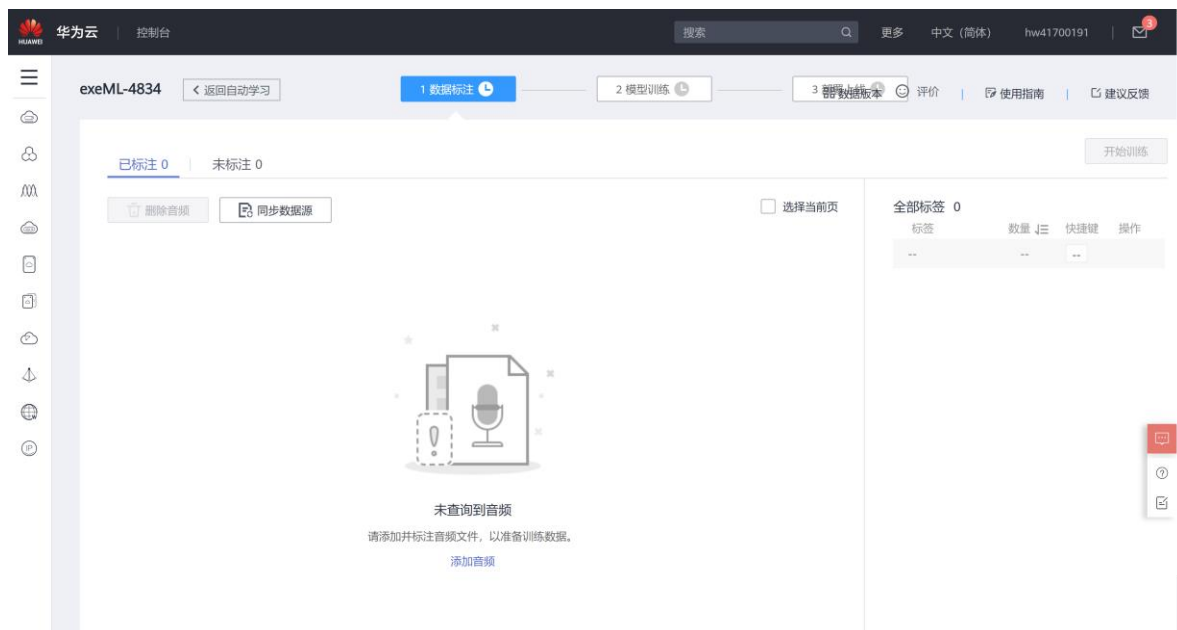 HUAWEI 华为云 控制台 搜索 更多 中文 (简体) hw41700191 3
exeML-4834 返回自动学习 1 数据标注 2 模型训练 3 部署上线 数据版本 评价 使用指南 建议反馈
开始训练
已标注 0 未标注 0
删除音频 同步数据源 选择当前页 全部标签 0
标签 数量 快捷键 操作
-- -- --
未查询到音频
请添加并标注音频文件，以准备训练数据。
添加音频
IP